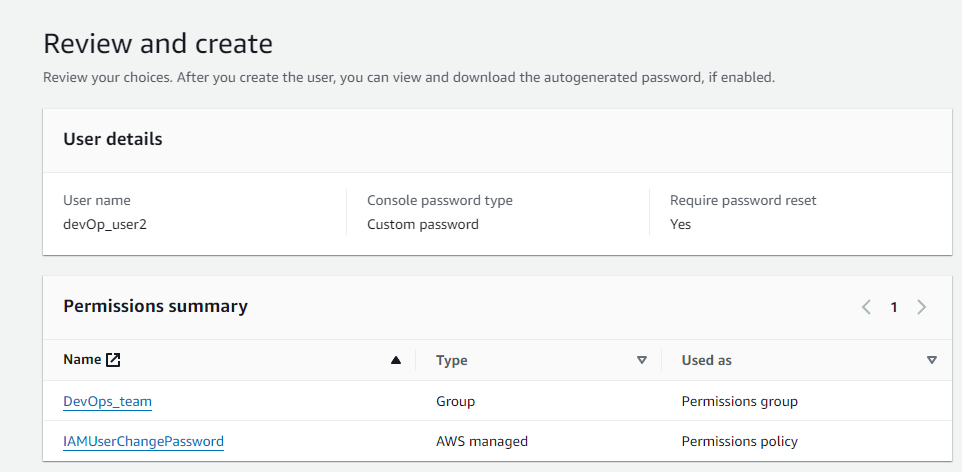 Review and create
Review your choices. After you create the user, you can view and download the autogenerated password, if enabled.
User details
User name Console password type Require password reset
devOp_user2 Custom password Yes
Permissions summary 1
Name Type Used as
DevOps_team Group Permissions group
IAMUserChangePassword AWS managed Permissions policy